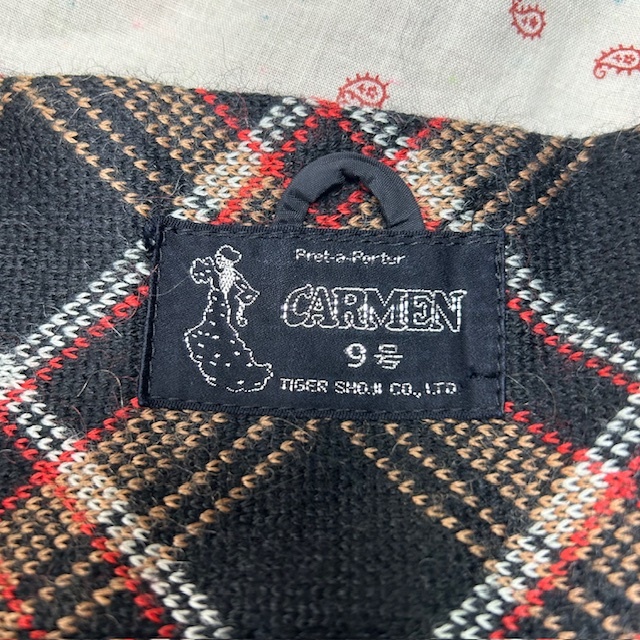 Pret-a-Porter
CARMEN
9号
TIGER SHOJI CO., LTD